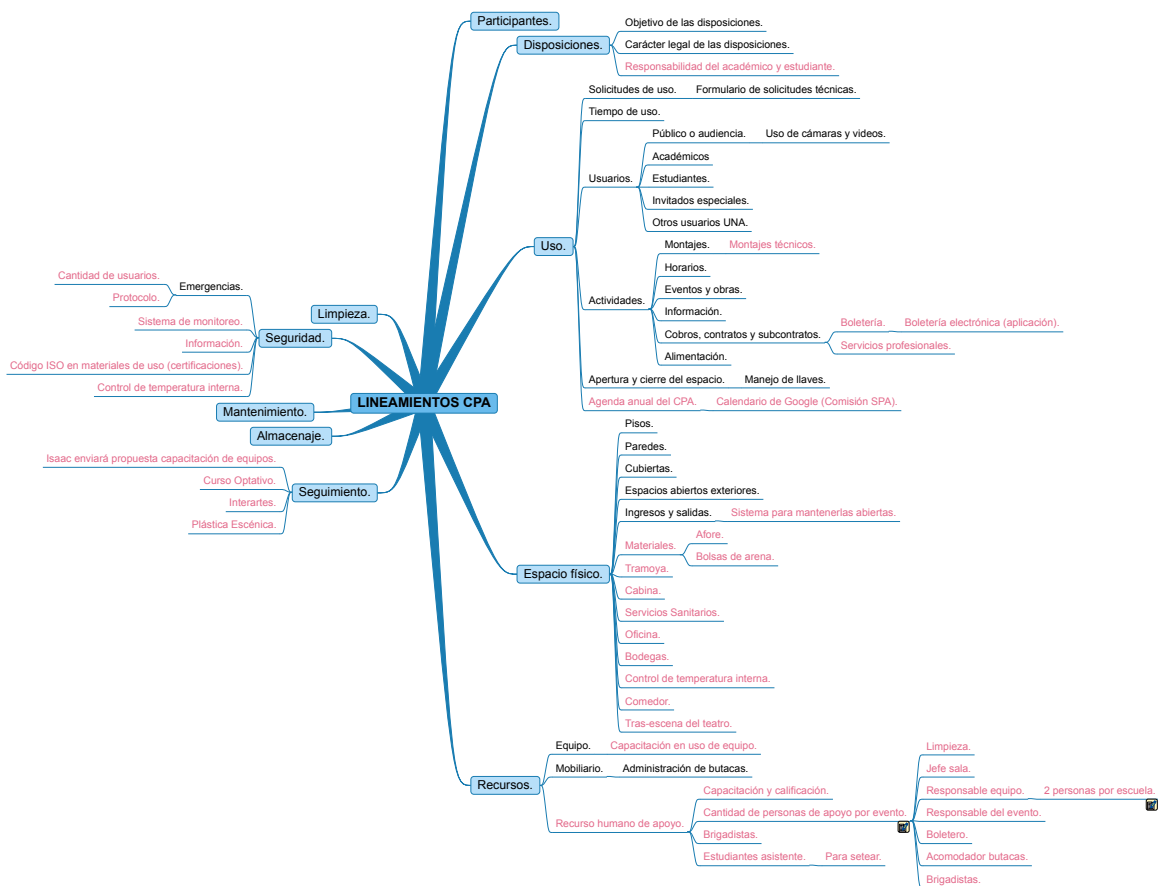 Participantes.
Disposiciones.
Objetivo de las disposiciones.
Carácter legal de las disposiciones.
Responsabilidad del académico y estudiante.
Uso.
Solicitudes de uso. Formulario de solicitudes técnicas.
Tiempo de uso.
Usuarios.
Público o audiencia. Uso de cámaras y videos.
Académicos
Estudiantes.
Invitados especiales.
Otros usuarios UNA.
Actividades.
Montajes. Montajes técnicos.
Horarios.
Eventos y obras.
Información.
Cobros, contratos y subcontratos.
Boletería. Boletería electrónica (aplicación).
Servicios profesionales.
Alimentación.
Apertura y cierre del espacio. Manejo de llaves.
Agenda anual del CPA. Calendario de Google (Comisión SPA).
LINEAMIENTOS CPA
Limpieza.
Seguridad.
Emergencias.
Cantidad de usuarios.
Protocolo.
Sistema de monitoreo.
Información.
Código ISO en materiales de uso (certificaciones).
Control de temperatura interna.
Mantenimiento.
Almacenaje.
Seguimiento.
Isaac enviará propuesta capacitación de equipos.
Curso Optativo.
Interartes.
Plástica Escénica.
Espacio físico.
Pisos.
Paredes.
Cubiertas.
Espacios abiertos exteriores.
Ingresos y salidas. Sistema para mantenerlas abiertas.
Materiales.
Afore.
Bolsas de arena.
Tramoya.
Cabina.
Servicios Sanitarios.
Oficina.
Bodegas.
Control de temperatura interna.
Comedor.
Tras-escena del teatro.
Recursos.
Equipo. Capacitación en uso de equipo.
Mobiliario. Administración de butacas.
Recurso humano de apoyo.
Capacitación y calificación.
Cantidad de personas de apoyo por evento.
Limpieza.
Jefe sala.
Responsable equipo. 2 personas por escuela.
Responsable del evento.
Boletero.
Acomodador butacas.
Brigadistas.
Brigadistas.
Estudiantes asistente. Para setear.